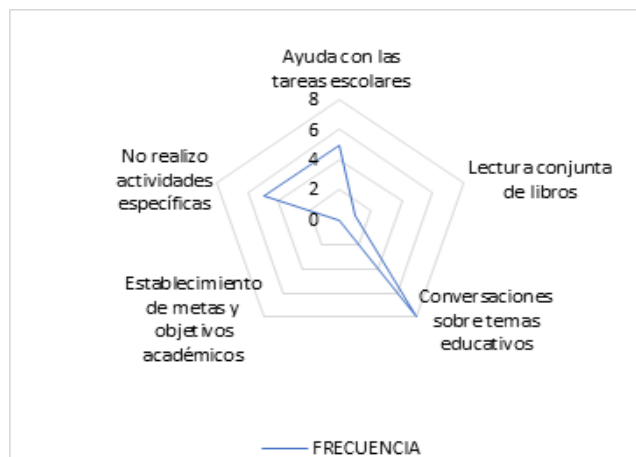 Ayuda con las
tareas escolares
8
6
4
2
0
Lectura conjunta
de libros
Conversaciones
sobre temas
educativos
Establecimiento
de metas y
objetivos
académicos
No realizo
actividades
específicas
FRECUENCIA